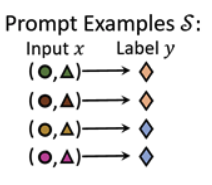 Prompt Examples 𝒮:
Input x Label y
( , )
( , )
( , )
( , )